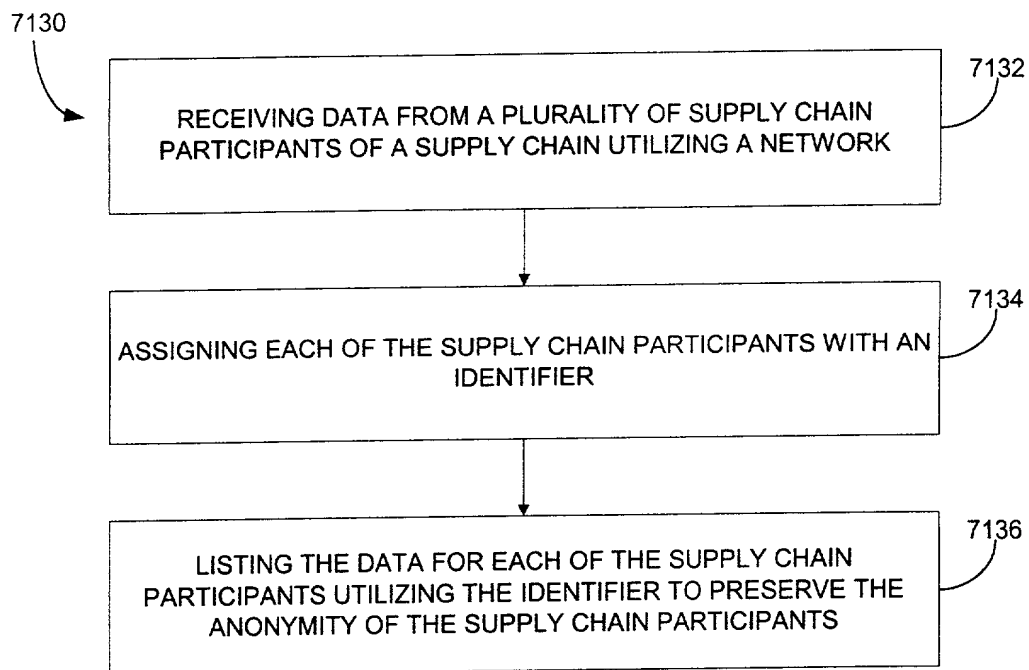 7130
7132
RECEIVING DATA FROM A PLURALITY OF SUPPLY CHAIN
PARTICIPANTS OF A SUPPLY CHAIN UTILIZING A NETWORK
7134
ASSIGNING EACH OF THE SUPPLY CHAIN PARTICIPANTS WITH AN
IDENTIFIER
7136
LISTING THE DATA FOR EACH OF THE SUPPLY CHAIN
PARTICIPANTS UTILIZING THE IDENTIFIER TO PRESERVE THE
ANONYMITY OF THE SUPPLY CHAIN PARTICIPANTS